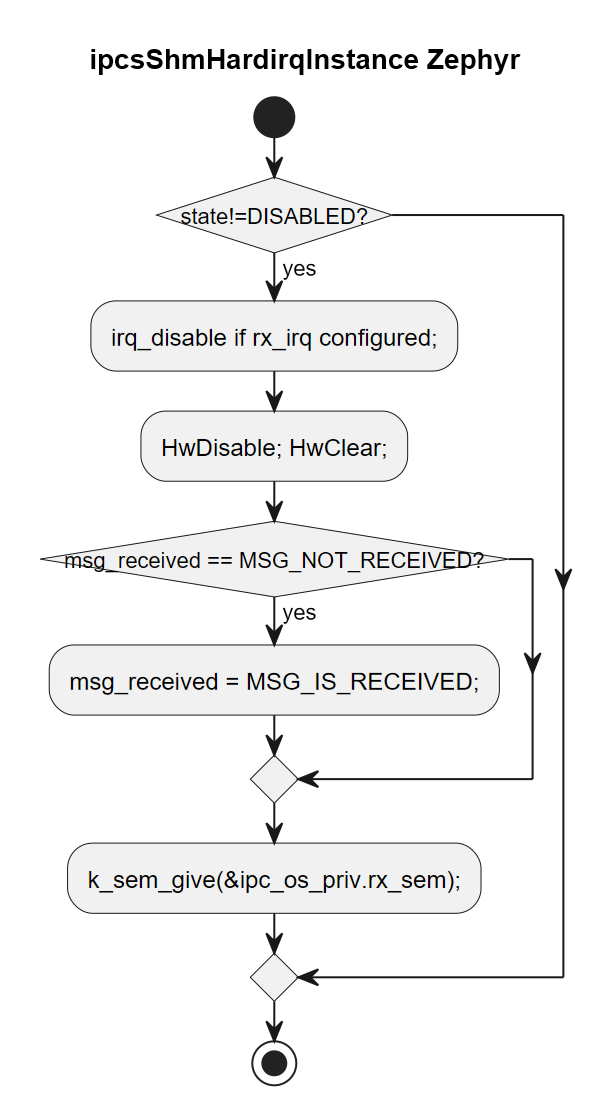 ipcsShmHardirqInstance Zephyr
state!=DISABLED?
yes
irq_disable if rx_irq configured;
HwDisable; HwClear;
msg_received == MSG_NOT_RECEIVED?
yes
msg_received = MSG_IS_RECEIVED;
k_sem_give(&ipc_os_priv.rx_sem);